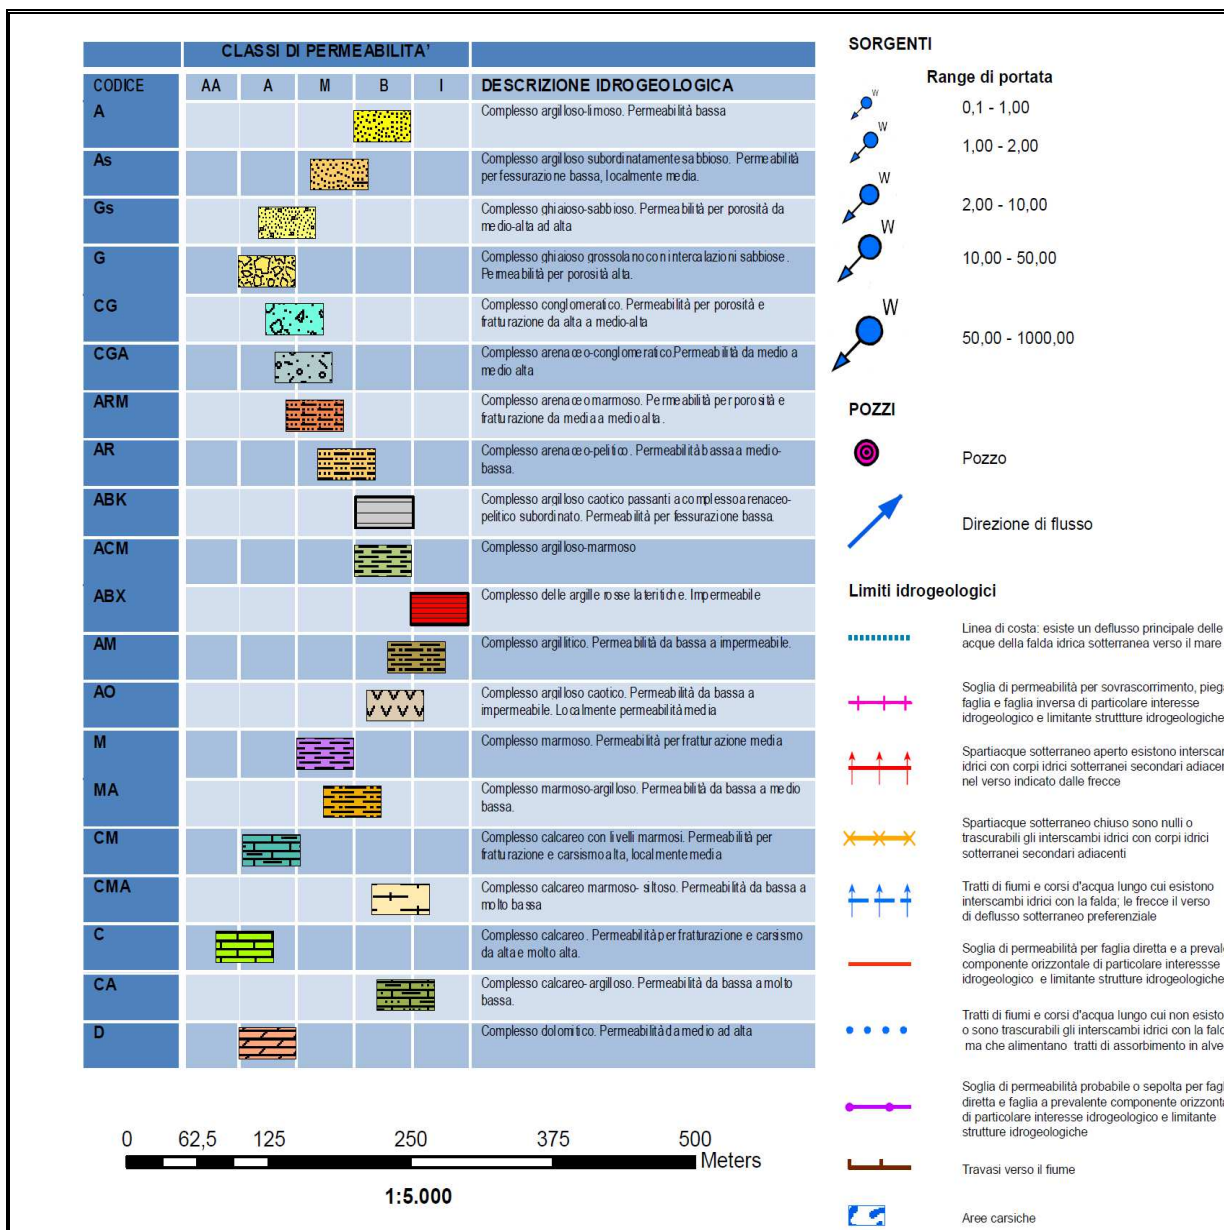 CLASSI DI PERMEABILITA'
CODICE AA A M B I DESCRIZIONE IDROGEOLOGICA
A Complesso argilloso-limoso. Permeabilità bassa
As Complesso argilloso subordinatamente sabbioso. Permeabilità
per fessurazione bassa, localmente media.
Gs Complesso ghiaioso-sabbioso. Permeabilità per porosità da
medio-alta ad alta
G Complesso ghiaioso grossolano con intercalazioni sabbiose.
Permeabilità per porosità alta.
CG Complesso conglomeratico. Permeabilità per porosità e
fratturazione da alta a medio-alta
CGA Complesso arenaceo-conglomeratico.Permeabilità da medio a
medio alta
ARM Complesso arenaceo marmoso. Permeabilità per porosità e
fratturazione da media a medio alta.
AR Complesso arenaceo-pelitico. Permeabilità bassa a medio-
bassa.
ABK Complesso argilloso caotico passanti a complesso arenaceo-
pelitico subordinato. Permeabilità per fessurazione bassa.
ACM Complesso argilloso-marmoso
ABX Complesso delle argille rosse lateritiche. Impermeabile
AM Complesso argillitico. Permeabilità da bassa a impermeabile.
AO Complesso argilloso caotico. Permeabilità da bassa a
impermeabile. Localmente permeabilità media
M Complesso marmoso. Permeabilità per fratturazione media
MA Complesso marmoso-argilloso. Permeabilità da bassa a medio
bassa.
CM Complesso calcareo con livelli marmosi. Permeabilità per
fratturazione e carsismo alta, localmente media
CMA Complesso calcareo marmoso- siltoso. Permeabilità da bassa a
molto bassa
C Complesso calcareo. Permeabilità per fratturazione e carsismo
da alta e molto alta.
CA Complesso calcareo- argilloso. Permeabilità da bassa a molto
bassa.
D Complesso dolomitico. Permeabilità da medio ad alta
0 62,5 125 250 375 500
Meters
1:5.000
SORGENTI
Range di portata
W 0,1 - 1,00
W 1,00 - 2,00
W 2,00 - 10,00
W 10,00 - 50,00
W 50,00 - 1000,00
POZZI
Pozzo
Direzione di flusso
Limiti idrogeologici
Linea di costa: esiste un deflusso principale delle
acque della falda idrica sotterranea verso il mare
Soglia di permeabilità per sovrascorrimento, piega
faglia e faglia inversa di particolare interesse
idrogeologico e limitante struttture idrogeologiche
Spartiacque sotterraneo aperto esistono
idrici con corpi idrici sotterranei secondari
nel verso indicato dalle frecce
Spartiacque sotterraneo chiuso sono nulli o
trascurabili gli interscambi idrici con corpi idrici
sotterranei secondari adiacenti
Tratti di fiumi e corsi d'acqua lungo cui esistono
interscambi idrici con la falda; le frecce il verso
di deflusso sotterraneo preferenziale
Soglia di permeabilità per faglia diretta e a
componente orizzontale di particolare interessse
idrogeologico e limitante strutture idrogeologiche
Tratti di fiumi e corsi d'acqua lungo cui non
o sono trascurabili gli interscambi idrici con la
ma che alimentano tratti di assorbimento in
Soglia di permeabilità probabile o sepolta per
diretta e faglia a prevalente componente
di particolare interesse idrogeologico e limitante
strutture idrogeologiche
Travasi verso il fiume
Aree carsiche